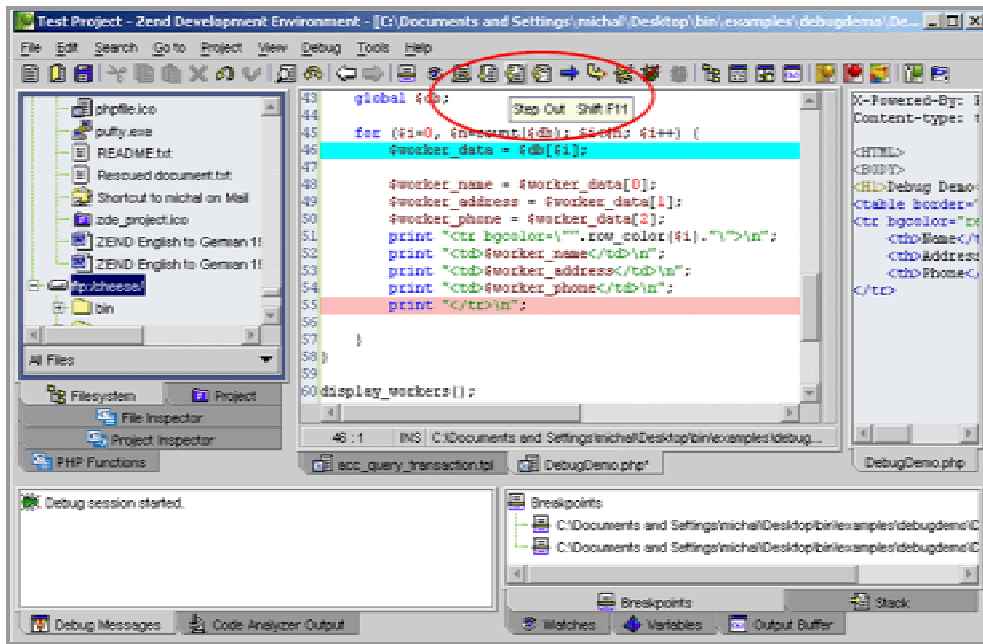 Test Project - Zend Development Environment - [C:\Documents and Settings\michal\Desktop\bin\examples\debugdemo\De...
File Edit Search Go to Project View Debug Tools Help
Step Out Shift F11
phpfile.ico
putty.exe
README.txt
Rescued document.txt
Shortcut to michal on Mail
zde_project.ico
ZEND English to German
ZEND English to German
ftp/cheese/
bin
All Files
Filesystem
Project
File Inspector
Project Inspector
PHP Functions
43 global $db;
44
45 for ($i=0, $n=count($db); $i<$n; $i++) {
46 $worker_data = $db[$i];
47
48 $worker_name = $worker_data[0];
49 $worker_address = $worker_data[1];
50 $worker_phone = $worker_data[2];
51 print "<tr bgcolor=\"".row_color($i)."\">\n";
52 print "<td>$worker_name</td>\n";
53 print "<td>$worker_address</td>\n";
54 print "<td>$worker_phone</td>\n";
55 print "</tr>\n";
56
57 }
58 }
59
60 display_workers();
46 : 1 INS C:\Documents and Settings\michal\Desktop\bin\examples\debug...
acc_query_transaction.tpl
DebugDemo.php*
X-Powered-By:
Content-type:
<HTML>
<BODY>
<H1>Debug Demo<
<table border="
<tr bgcolor="re
<th>Name</t
<th>Address
<th>Phone</
</tr>
DebugDemo.php
Debug session started.
Debug Messages
Code Analyzer Output
Breakpoints
C:\Documents and Settings\michal\Desktop\bin\examples\debugdemo\D
C:\Documents and Settings\michal\Desktop\bin\examples\debugdemo\D
Breakpoints
Stack
Watches
Variables
Output Buffer